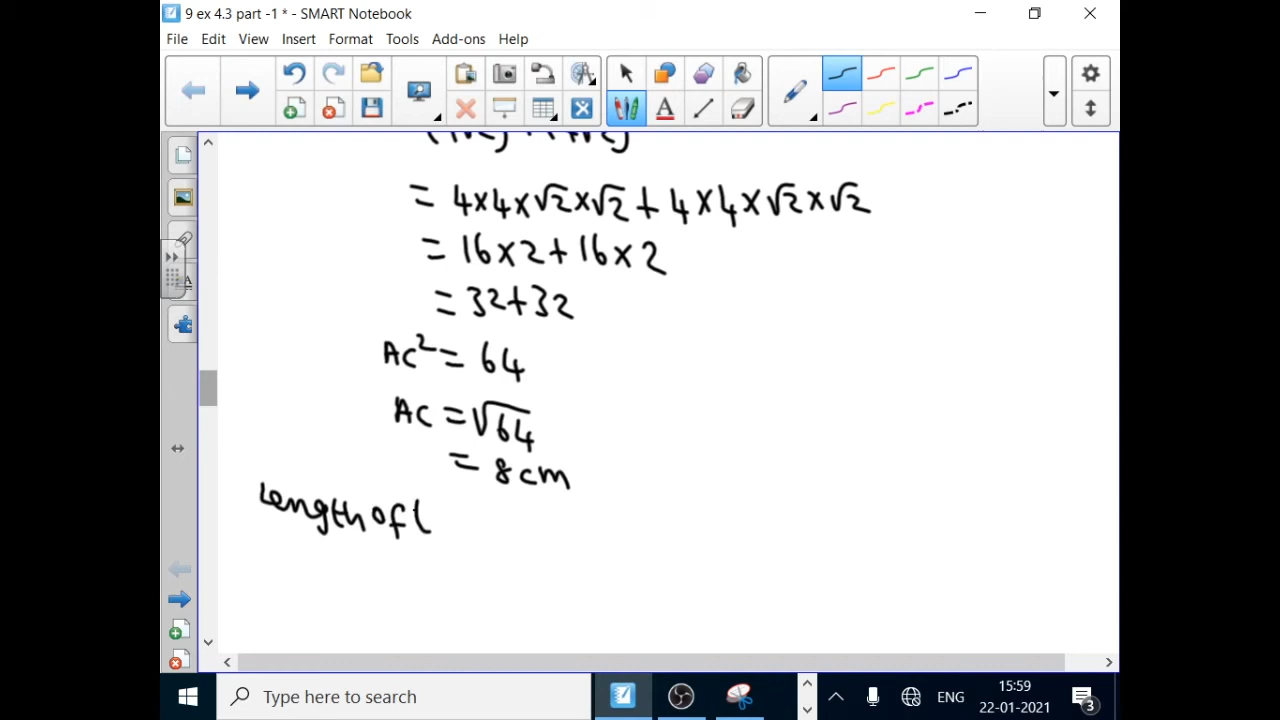 9 ex 4.3 part -1 * - SMART Notebook
File Edit View Insert Format Tools Add-ons Help
= 4×4×√2×√2 + 4×4×√2×√2
= 16×2+16×2
= 32+32
AC² = 64
AC = √64
= 8cm
Length of
Type here to search
ENG
15:59
22-01-2021
3